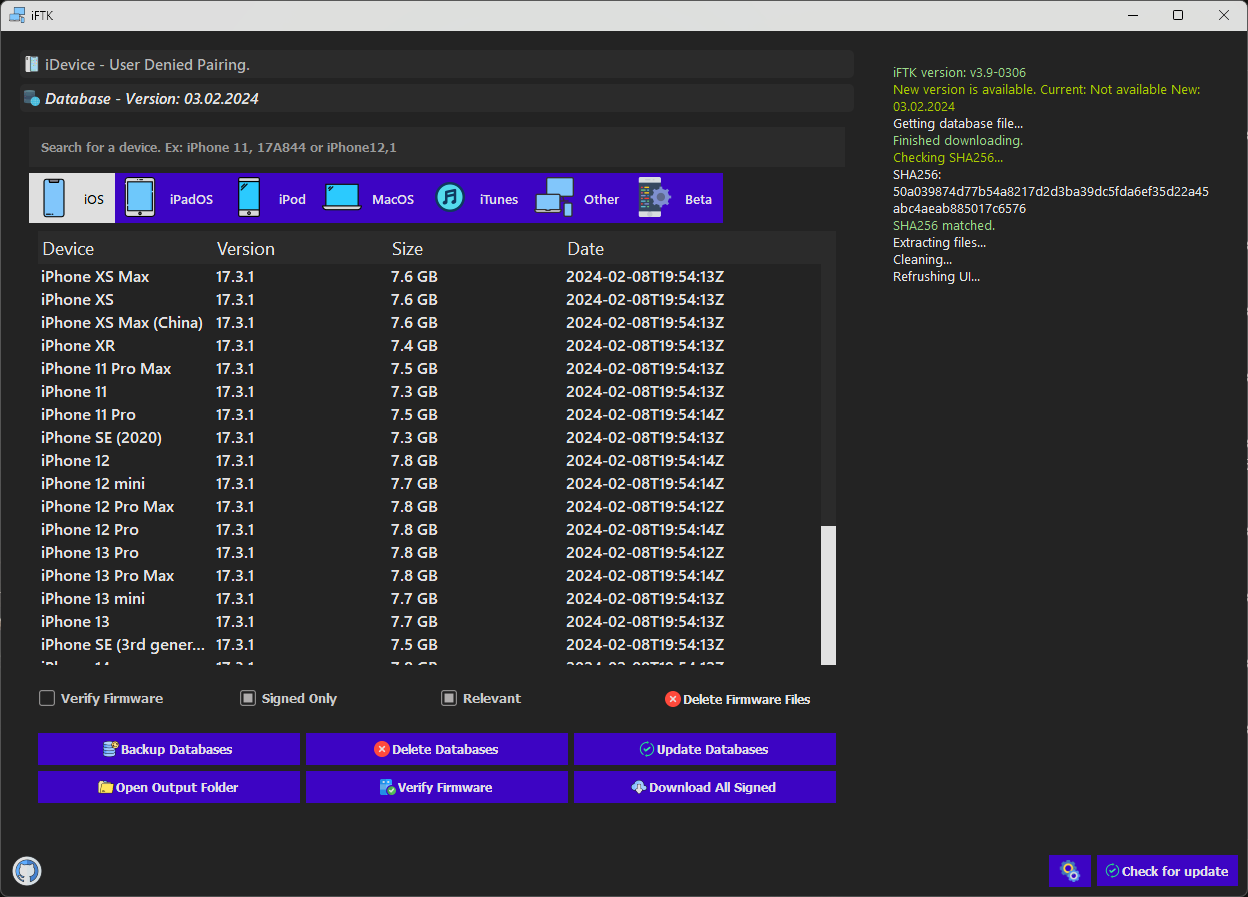 iFTK
iDevice - User Denied Pairing.
Database - Version: 03.02.2024
Search for a device. Ex: iPhone 11, 17A844 or iPhone12,1
iOS iPadOS iPod MacOS iTunes Other Beta
Device Version Size Date
iPhone XS Max 17.3.1 7.6 GB 2024-02-08T19:54:13Z
iPhone XS 17.3.1 7.6 GB 2024-02-08T19:54:13Z
iPhone XS Max (China) 17.3.1 7.6 GB 2024-02-08T19:54:13Z
iPhone XR 17.3.1 7.4 GB 2024-02-08T19:54:13Z
iPhone 11 Pro Max 17.3.1 7.5 GB 2024-02-08T19:54:13Z
iPhone 11 17.3.1 7.3 GB 2024-02-08T19:54:13Z
iPhone 11 Pro 17.3.1 7.5 GB 2024-02-08T19:54:14Z
iPhone SE (2020) 17.3.1 7.3 GB 2024-02-08T19:54:13Z
iPhone 12 17.3.1 7.8 GB 2024-02-08T19:54:14Z
iPhone 12 mini 17.3.1 7.7 GB 2024-02-08T19:54:14Z
iPhone 12 Pro Max 17.3.1 7.8 GB 2024-02-08T19:54:12Z
iPhone 12 Pro 17.3.1 7.8 GB 2024-02-08T19:54:14Z
iPhone 13 Pro 17.3.1 7.8 GB 2024-02-08T19:54:12Z
iPhone 13 Pro Max 17.3.1 7.8 GB 2024-02-08T19:54:14Z
iPhone 13 mini 17.3.1 7.7 GB 2024-02-08T19:54:13Z
iPhone 13 17.3.1 7.7 GB 2024-02-08T19:54:13Z
iPhone SE (3rd gener... 17.3.1 7.5 GB 2024-02-08T19:54:13Z
Verify Firmware Signed Only Relevant Delete Firmware Files
Backup Databases Delete Databases Update Databases
Open Output Folder Verify Firmware Download All Signed
iFTK version: v3.9-0306
New version is available. Current: Not available New:
03.02.2024
Getting database file...
Finished downloading.
Checking SHA256...
SHA256:
50a039874d77b54a8217d2d3ba39dc5fda6ef35d22a45
abc4aeab885017c6576
SHA256 matched.
Extracting files...
Cleaning...
Refrushing UI...
Check for update